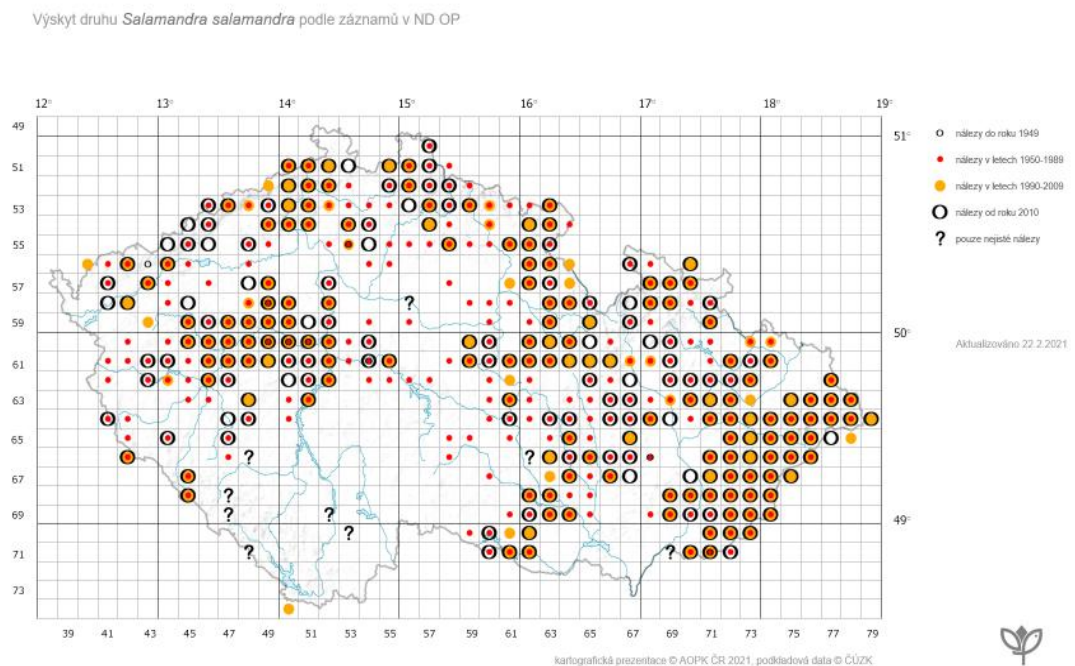 Výskyt druhu Salamandra salamandra podle záznamů v ND OP
12° 13° 14° 15° 16° 17° 18° 19°
49 51°
nálezy do roku 1949
51
nálezy v letech 1950-1989
nálezy v letech 1990-2009
53
nálezy od roku 2010
? pouze nejisté nálezy
55
57
?
59 50°
Aktualizováno 22.2.2021
61
63
65
? ?
67
?
69 ? ? 49°
?
71 ? ?
73
39 41 43 45 47 49 51 53 55 57 59 61 63 65 67 69 71 73 75 77 79
kartografická prezentace © AOPK ČR 2021, podkladová data © ČÚZK